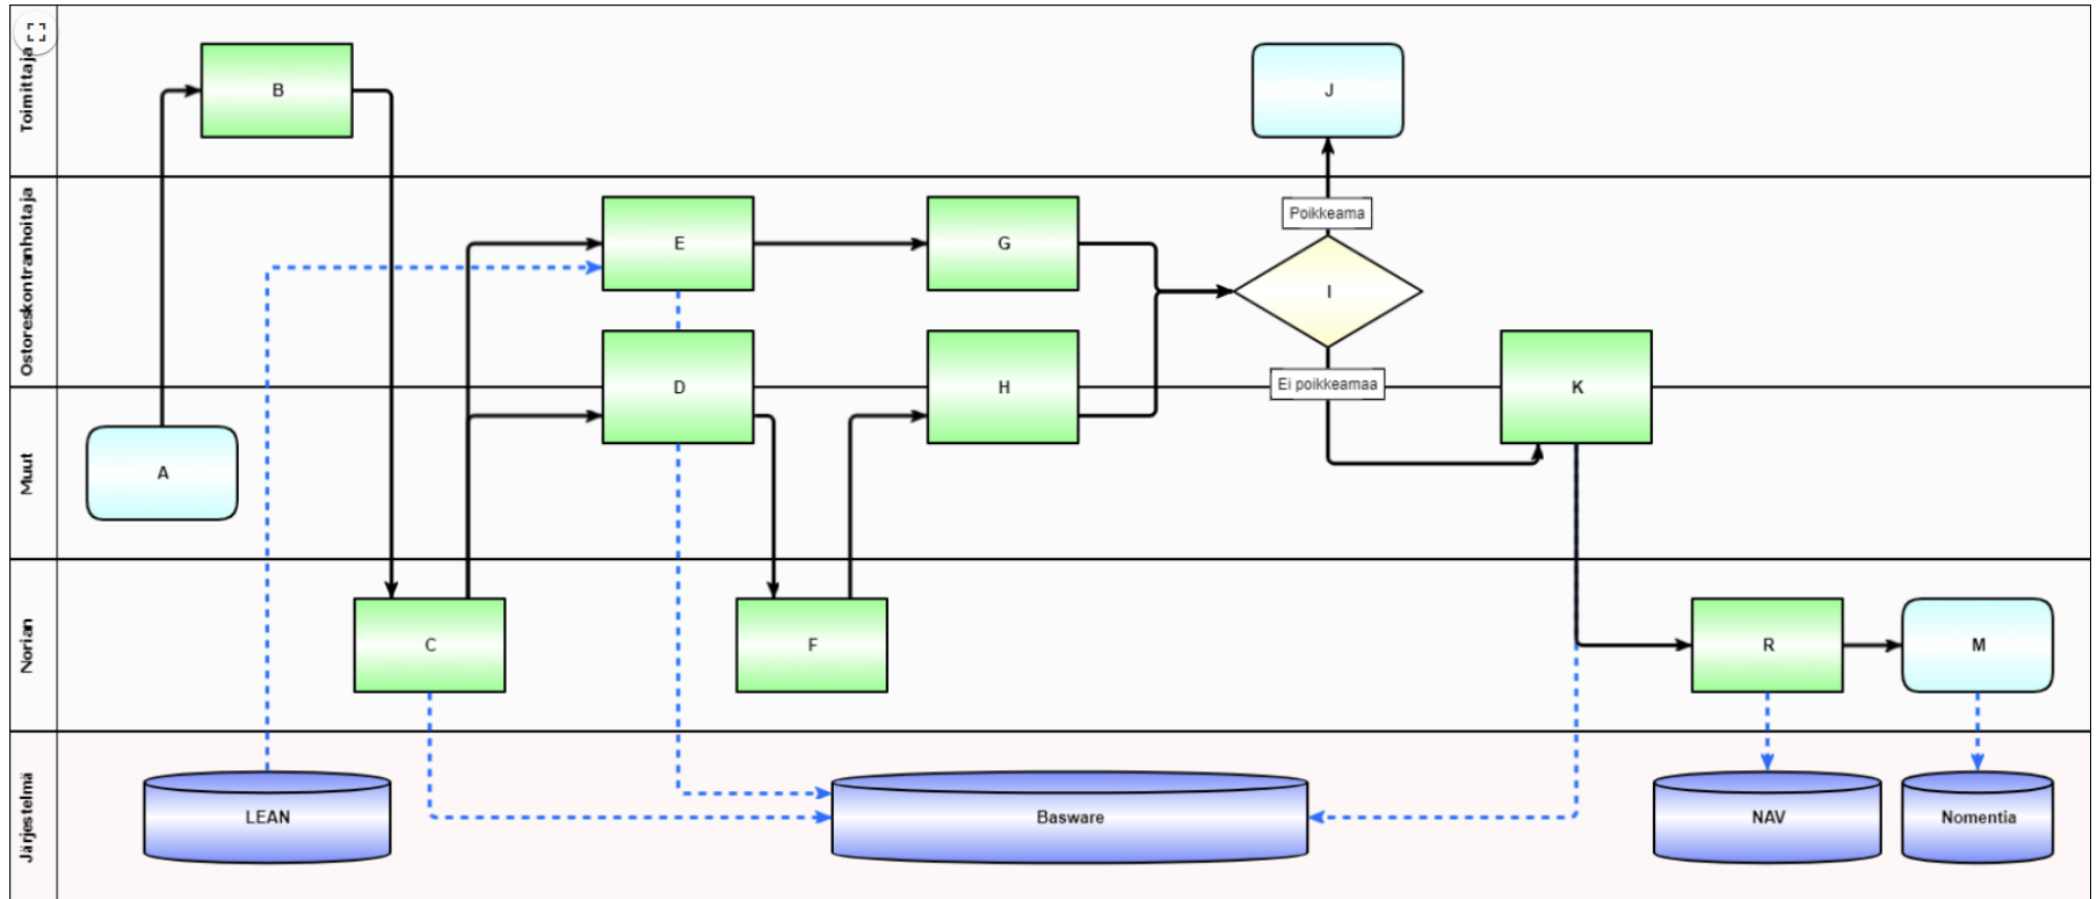 Toimittaja
B
J
Ostoreskontranhoitaja
Poikkeama
E
G
I
D
H
Ei poikkeamaa
K
Muut
A
Norian
C
F
R
M
Järjestelmä
LEAN
Basware
NAV
Nomentia